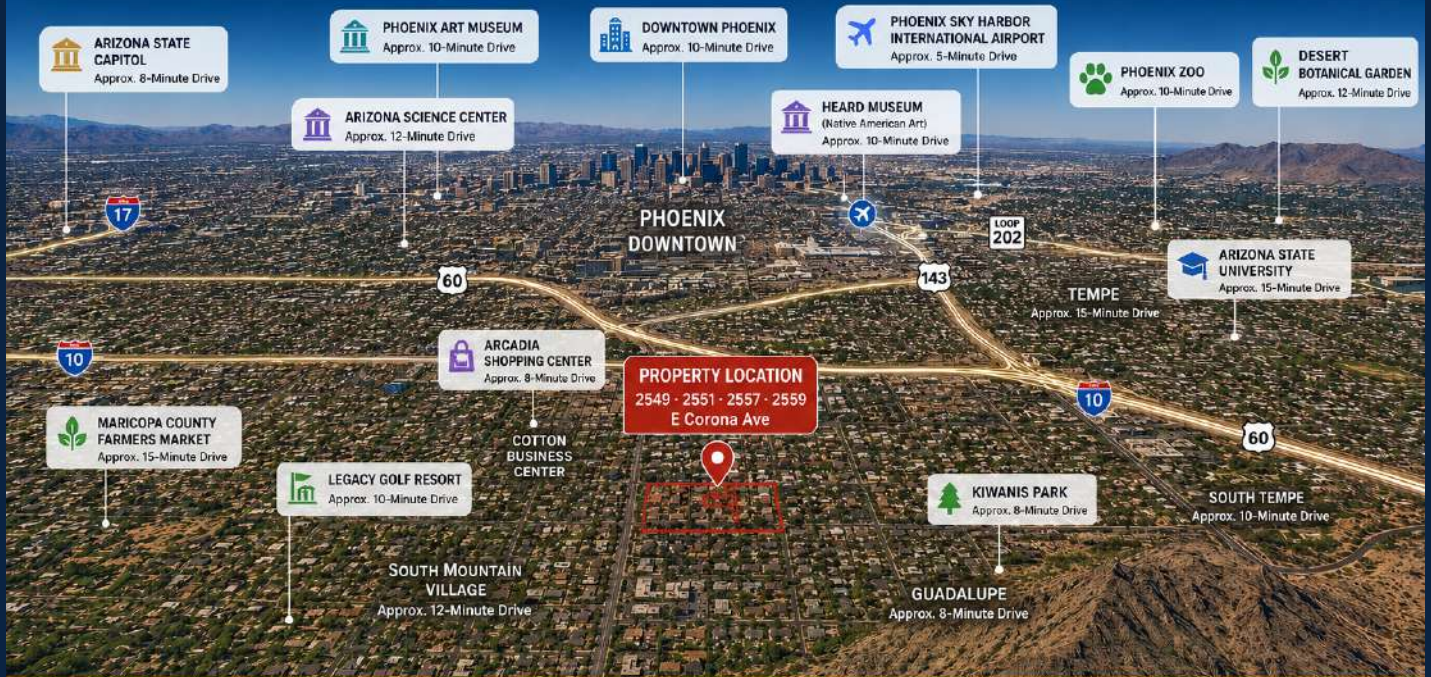 ARIZONA STATE
CAPITOL
Approx. 8-Minute Drive
PHOENIX ART MUSEUM
Approx. 10-Minute Drive
DOWNTOWN PHOENIX
Approx. 10-Minute Drive
PHOENIX SKY HARBOR
INTERNATIONAL AIRPORT
Approx. 5-Minute Drive
PHOENIX ZOO
Approx. 10-Minute Drive
DESERT
BOTANICAL GARDEN
Approx. 12-Minute Drive
ARIZONA SCIENCE CENTER
Approx. 12-Minute Drive
HEARD MUSEUM
(Native American Art)
Approx. 10-Minute Drive
17
PHOENIX
DOWNTOWN
LOOP
202
60
143
ARIZONA STATE
UNIVERSITY
Approx. 15-Minute Drive
TEMPE
Approx. 15-Minute Drive
10
ARCADIA
SHOPPING CENTER
Approx. 8-Minute Drive
PROPERTY LOCATION
2549 · 2551 · 2557 · 2559
E Corona Ave
10
60
MARICOPA COUNTY
FARMERS MARKET
Approx. 15-Minute Drive
COTTON
BUSINESS
CENTER
LEGACY GOLF RESORT
Approx. 10-Minute Drive
KIWANIS PARK
Approx. 8-Minute Drive
SOUTH TEMPE
Approx. 10-Minute Drive
SOUTH MOUNTAIN
VILLAGE
Approx. 12-Minute Drive
GUADALUPE
Approx. 8-Minute Drive